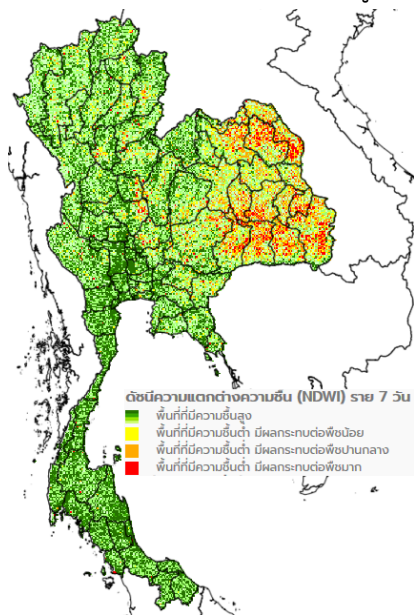 ดัชนีความแตกต่างความชื้น (NDWI) ราย 7 วัน
พื้นที่ที่มีความชื้นสูง
พื้นที่ที่มีความชื้นต่ำ มีผลกระทบต่อพืชน้อย
พื้นที่ที่มีความชื้นต่ำ มีผลกระทบต่อพืชปานกลาง
พื้นที่ที่มีความชื้นต่ำ มีผลกระทบต่อพืชมาก